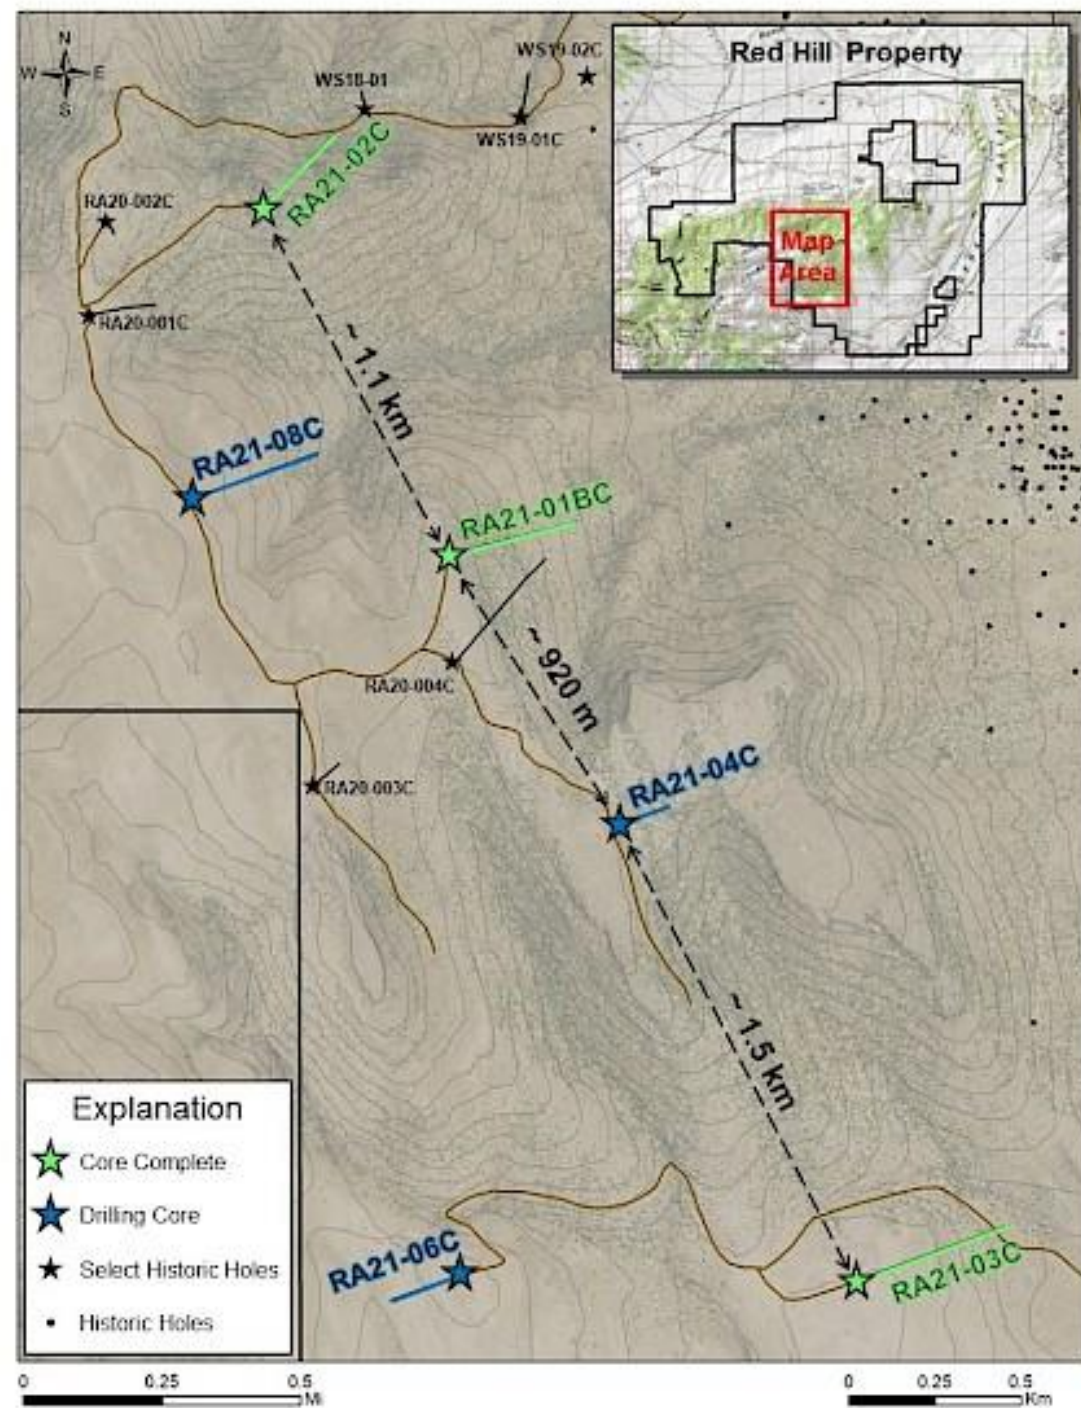 N
W E
S
WS19-02C
WS18-01
WS19-01C
RA21-02C
RA20-002C
RA20-001C
Red Hill Property
Map
Area
~ 1.1 km
RA21-08C
RA21-01BC
~ 920 m
RA20-004C
RA21-04C
RA20-003C
~ 1.5 km
RA21-06C
RA21-03C
Explanation
Core Complete
Drilling Core
Select Historic Holes
Historic Holes
0 0.25 0.5
Mi
0 0.25 0.5
Km